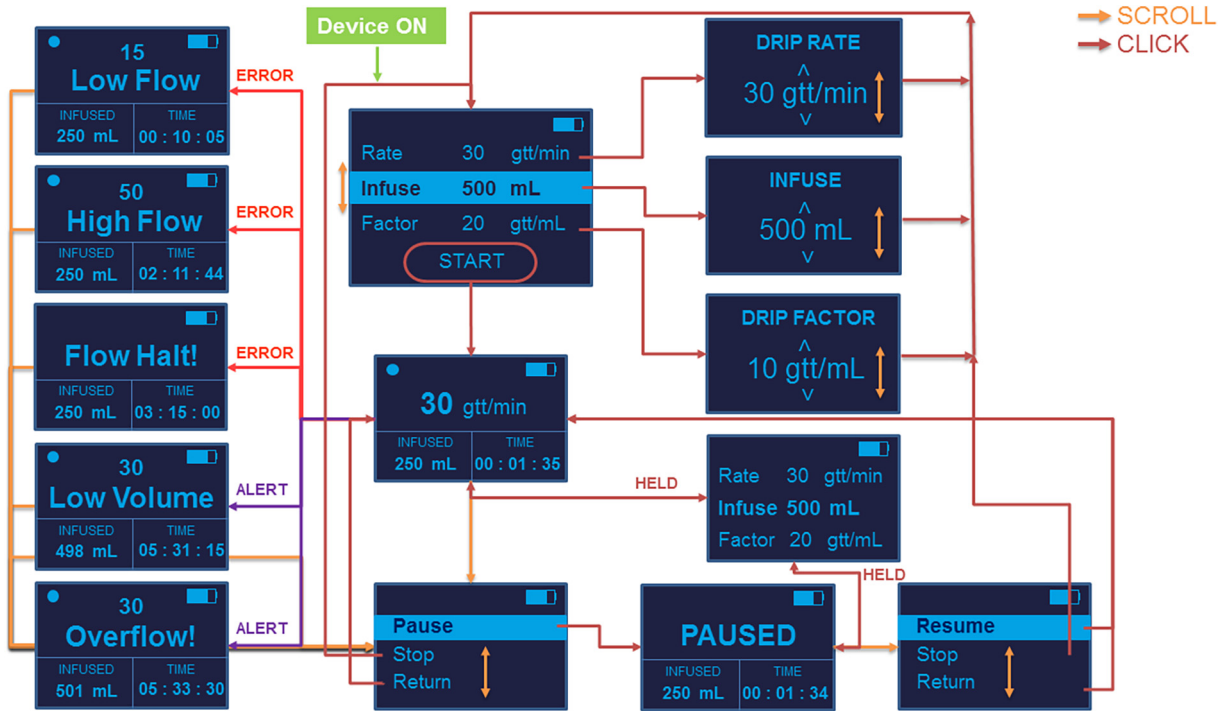 Device ON
SCROLL
CLICK
15
Low Flow
INFUSED TIME
250 mL 00 : 10 : 05
ERROR
50
High Flow
INFUSED TIME
250 mL 02 : 11 : 44
ERROR
Flow Halt!
INFUSED TIME
250 mL 03 : 15 : 00
ERROR
30
Low Volume
INFUSED TIME
498 mL 05 : 31 : 15
ALERT
30
Overflow!
INFUSED TIME
501 mL 05 : 33 : 30
ALERT
Rate 30 gtt/min
Infuse 500 mL
Factor 20 gtt/mL
START
DRIP RATE
30 gtt/min
INFUSE
500 mL
DRIP FACTOR
10 gtt/mL
30 gtt/min
INFUSED TIME
250 mL 00 : 01 : 35
HELD
Rate 30 gtt/min
Infuse 500 mL
Factor 20 gtt/mL
HELD
Pause
Stop
Return
PAUSED
INFUSED TIME
250 mL 00 : 01 : 34
Resume
Stop
Return